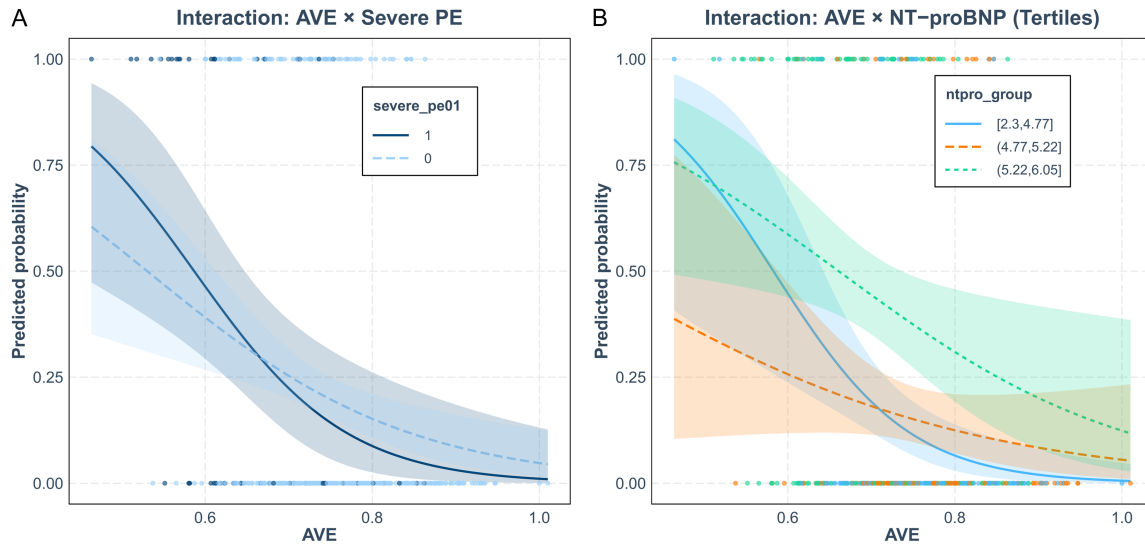 A
Interaction: AVE × Severe PE
Predicted probability
1.00
0.75
0.50
0.25
0.00
severe_pe01
1
0
0.6
0.8
1.0
AVE
B
Interaction: AVE × NT−proBNP (Tertiles)
Predicted probability
1.00
0.75
0.50
0.25
0.00
ntpro_group
[2.3,4.77]
(4.77,5.22]
(5.22,6.05]
0.6
0.8
1.0
AVE